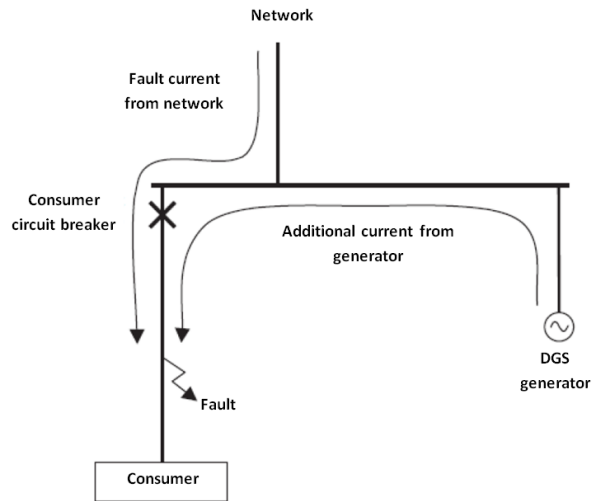 Network
Fault current
from network
Consumer
circuit breaker
Additional current from
generator
DGS
generator
Fault
Consumer